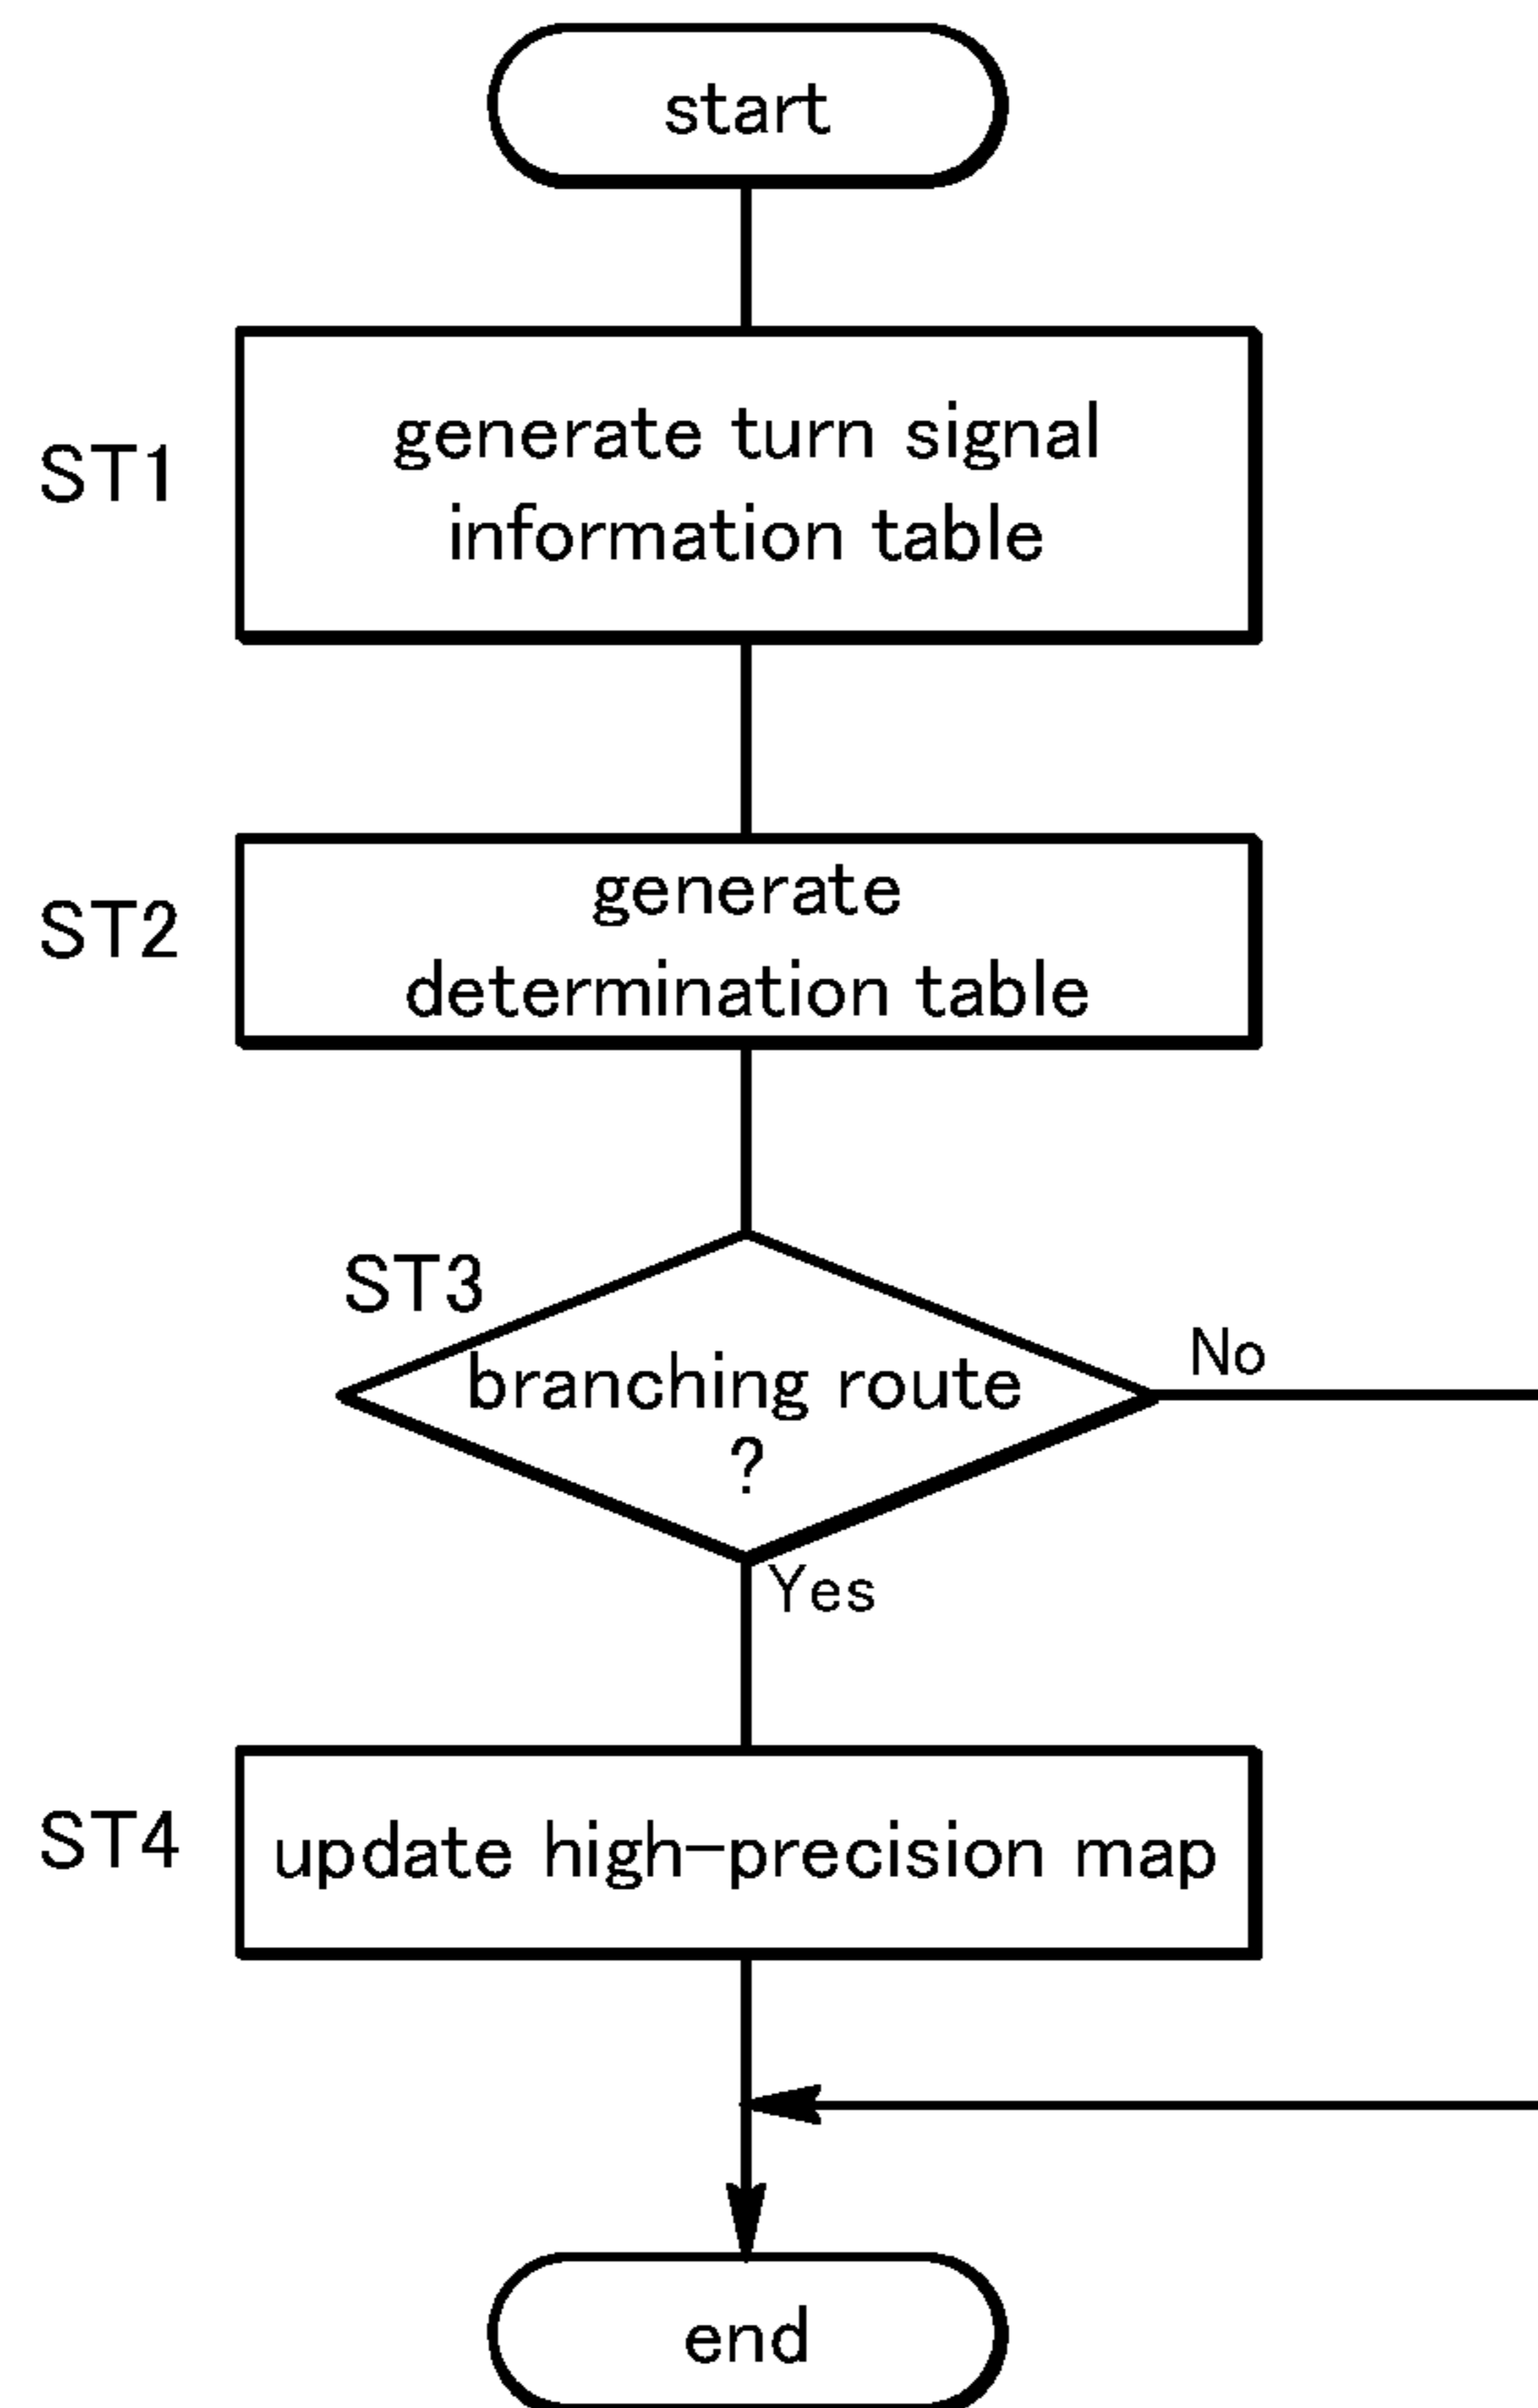 start
ST1
generate turn signal
information table
ST2
generate
determination table
ST3
branching route
?
No
Yes
ST4
update high-precision map
end